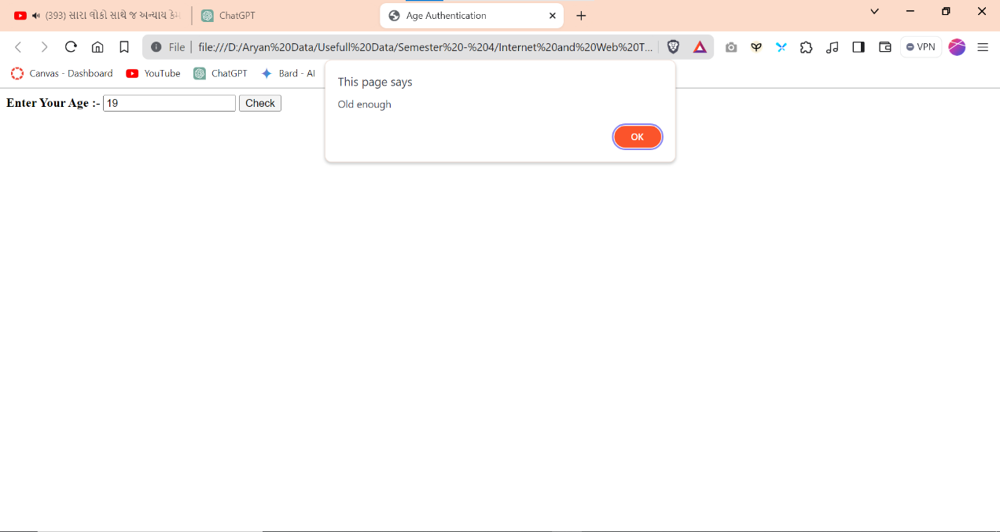 (393) સારા લોકો સાથે જ અન્યાય કેમ
ChatGPT
Age Authentication
File
file:///D:/Aryan%20Data/Usefull%20Data/Semester%20-%204/Internet%20and%20Web%20T...
VPN
Canvas - Dashboard
YouTube
ChatGPT
Bard - AI
This page says
Old enough
OK
Enter Your Age :- 19 Check